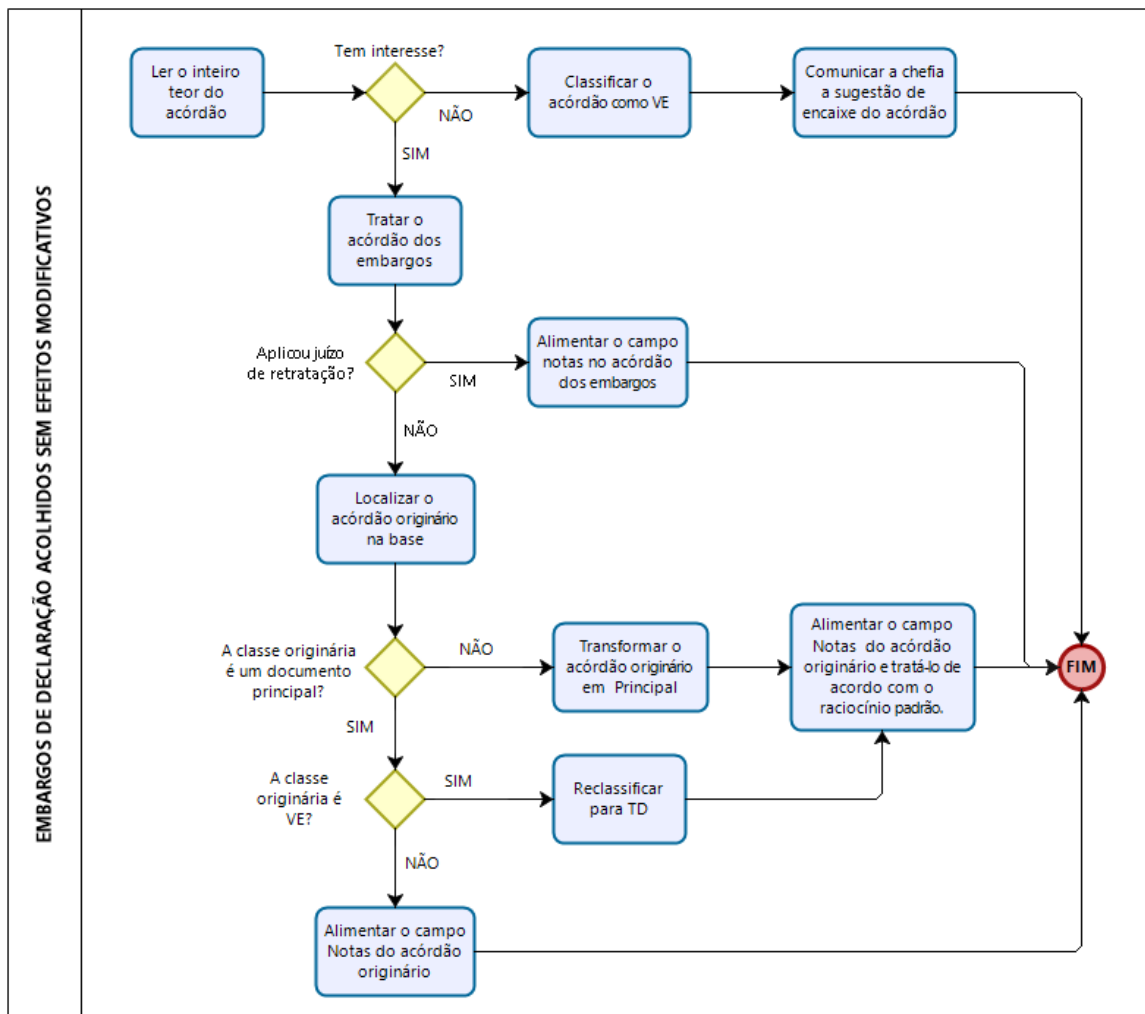 EMBARGOS DE DECLARAÇÃO ACOLHIDOS SEM EFEITOS MODIFICATIVOS
Ler o inteiro
teor do
acórdão
Tem interesse?
NÃO
SIM
Classificar o
acórdão como VE
Comunicar a chefia
a sugestão de
encaixe do acórdão
Tratar o
acórdão dos
embargos
Aplicou juízo
de retratação?
SIM
NÃO
Alimentar o campo
notas no acórdão
dos embargos
Localizar o
acórdão originário
na base
A classe originária
é um documento
principal?
NÃO
SIM
Transformar o
acórdão originário
em Principal
Alimentar o campo
Notas do acórdão
originário e tratá-lo de
acordo com o
raciocínio padrão.
FIM
A classe
originária é
VE?
SIM
NÃO
Reclassificar
para TD
Alimentar o campo
Notas do acórdão
originário